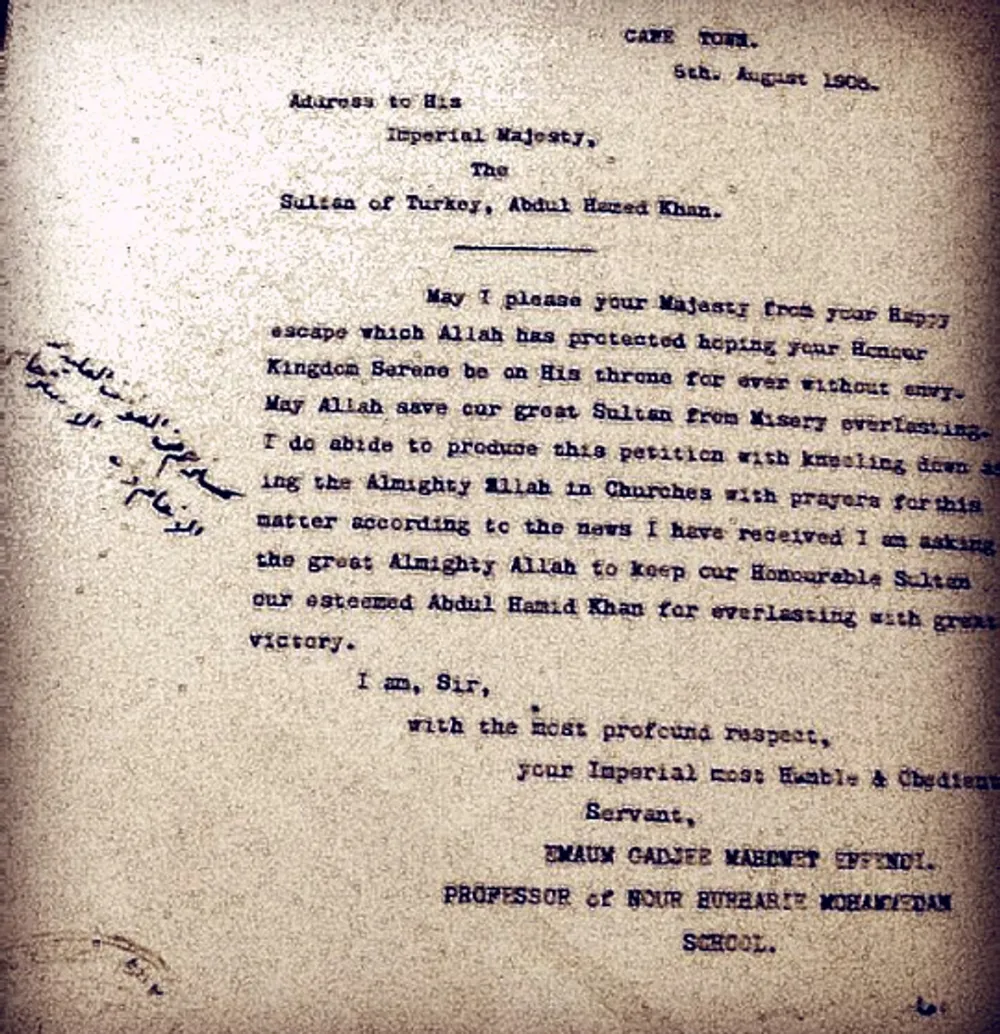 CAPE TOWN.
5th. August 1905.
Address to His
Imperial Majesty,
The
Sultan of Turkey, Abdul Hamed Khan.
May I please your Majesty from your Happy
escape which Allah has protected hoping your Honour
Kingdom Serene be on His throne for ever without envy.
May Allah save our great Sultan from Misery everlasting.
I do abide to produce this petition with kneeling down
ing the Almighty Allah in Churches with prayers for this
matter according to the news I have received I am asking
the great Almighty Allah to keep our Honourable Sultan
our esteemed Abdul Hamid Khan for everlasting with great
victory.
I am, Sir,
with the most profound respect,
your Imperial most Humble & Obedient
Servant,
EMAUM GADJEE MAHOMET EFFENDI.
PROFESSOR of NOUR BURHARIE MOHAMMEDAN
SCHOOL.